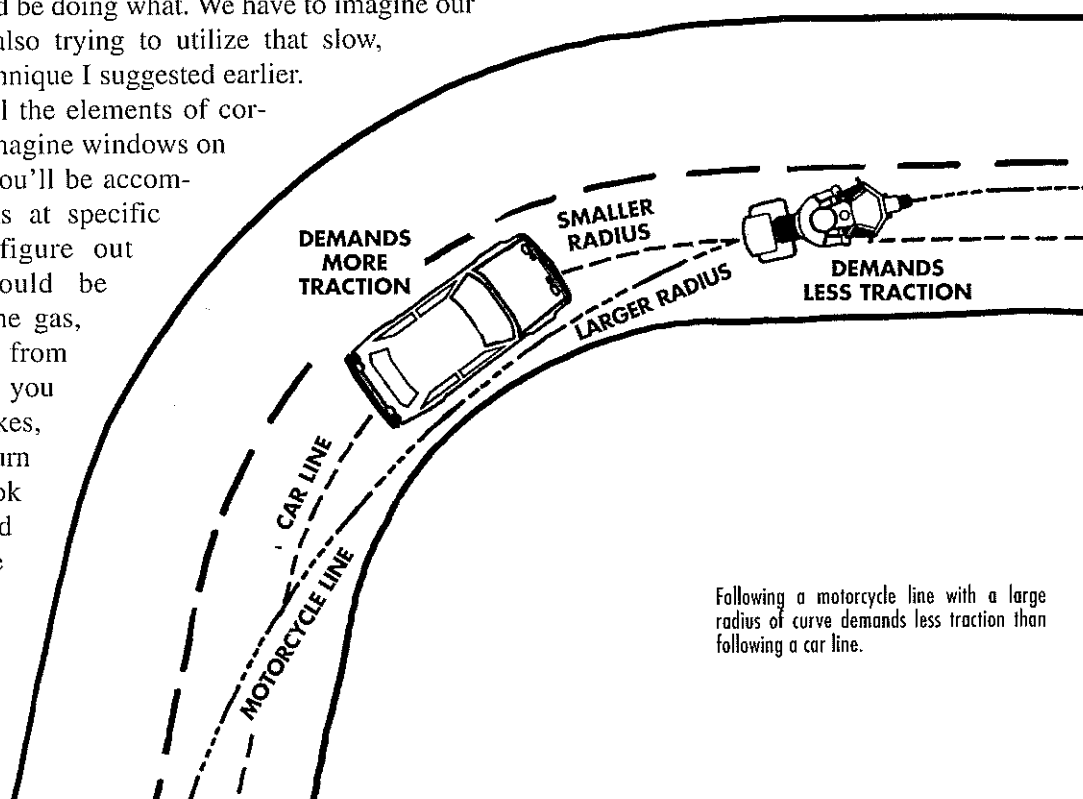 d be doing what. We have to imagine our
also trying to utilize that slow,
hnique I suggested earlier.
l the elements of cor-
nagine windows on
ou'll be accom-
s at specific
figure out
ould be
ne gas,
from
you
kes,
urn
ok
d
e
DEMANDS
MORE
TRACTION
SMALLER
RADIUS
LARGER RADIUS
DEMANDS
LESS TRACTION
CAR LINE
MOTORCYCLE LINE
Following a motorcycle line with a large
radius of curve demands less traction than
following a car line.